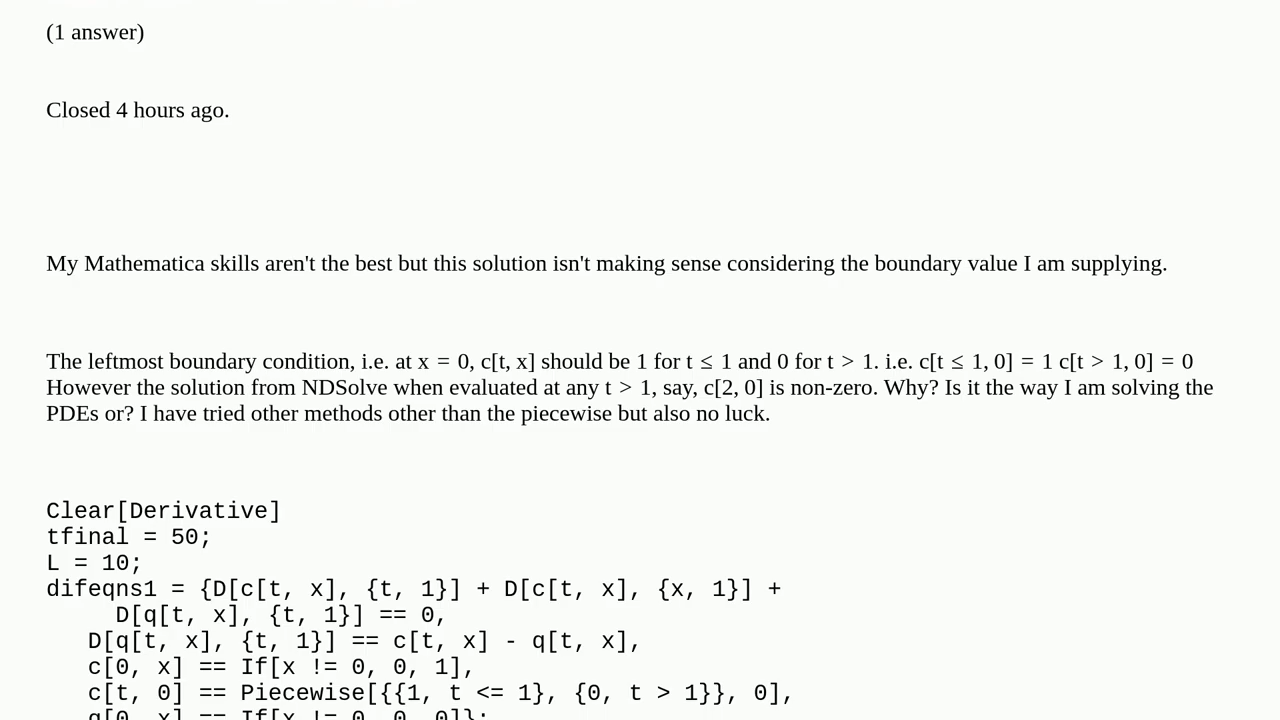 (1 answer)
Closed 4 hours ago.
My Mathematica skills aren't the best but this solution isn't making sense considering the boundary value I am supplying.
The leftmost boundary condition, i.e. at x = 0, c[t, x] should be 1 for t ≤ 1 and 0 for t > 1. i.e. c[t ≤ 1, 0] = 1 c[t > 1, 0] = 0
However the solution from NDSolve when evaluated at any t > 1, say, c[2, 0] is non-zero. Why? Is it the way I am solving the
PDEs or? I have tried other methods other than the piecewise but also no luck.
Clear[Derivative]
tfinal = 50;
L = 10;
difeqns1 = {D[c[t, x], {t, 1}] + D[c[t, x], {x, 1}] +
     D[q[t, x], {t, 1}] == 0,
   D[q[t, x], {t, 1}] == c[t, x] - q[t, x],
   c[0, x] == If[x != 0, 0, 1],
   c[t, 0] == Piecewise[{{1, t <= 1}, {0, t > 1}}, 0],
   q[0, x] == If[x != 0, 0, 0]};